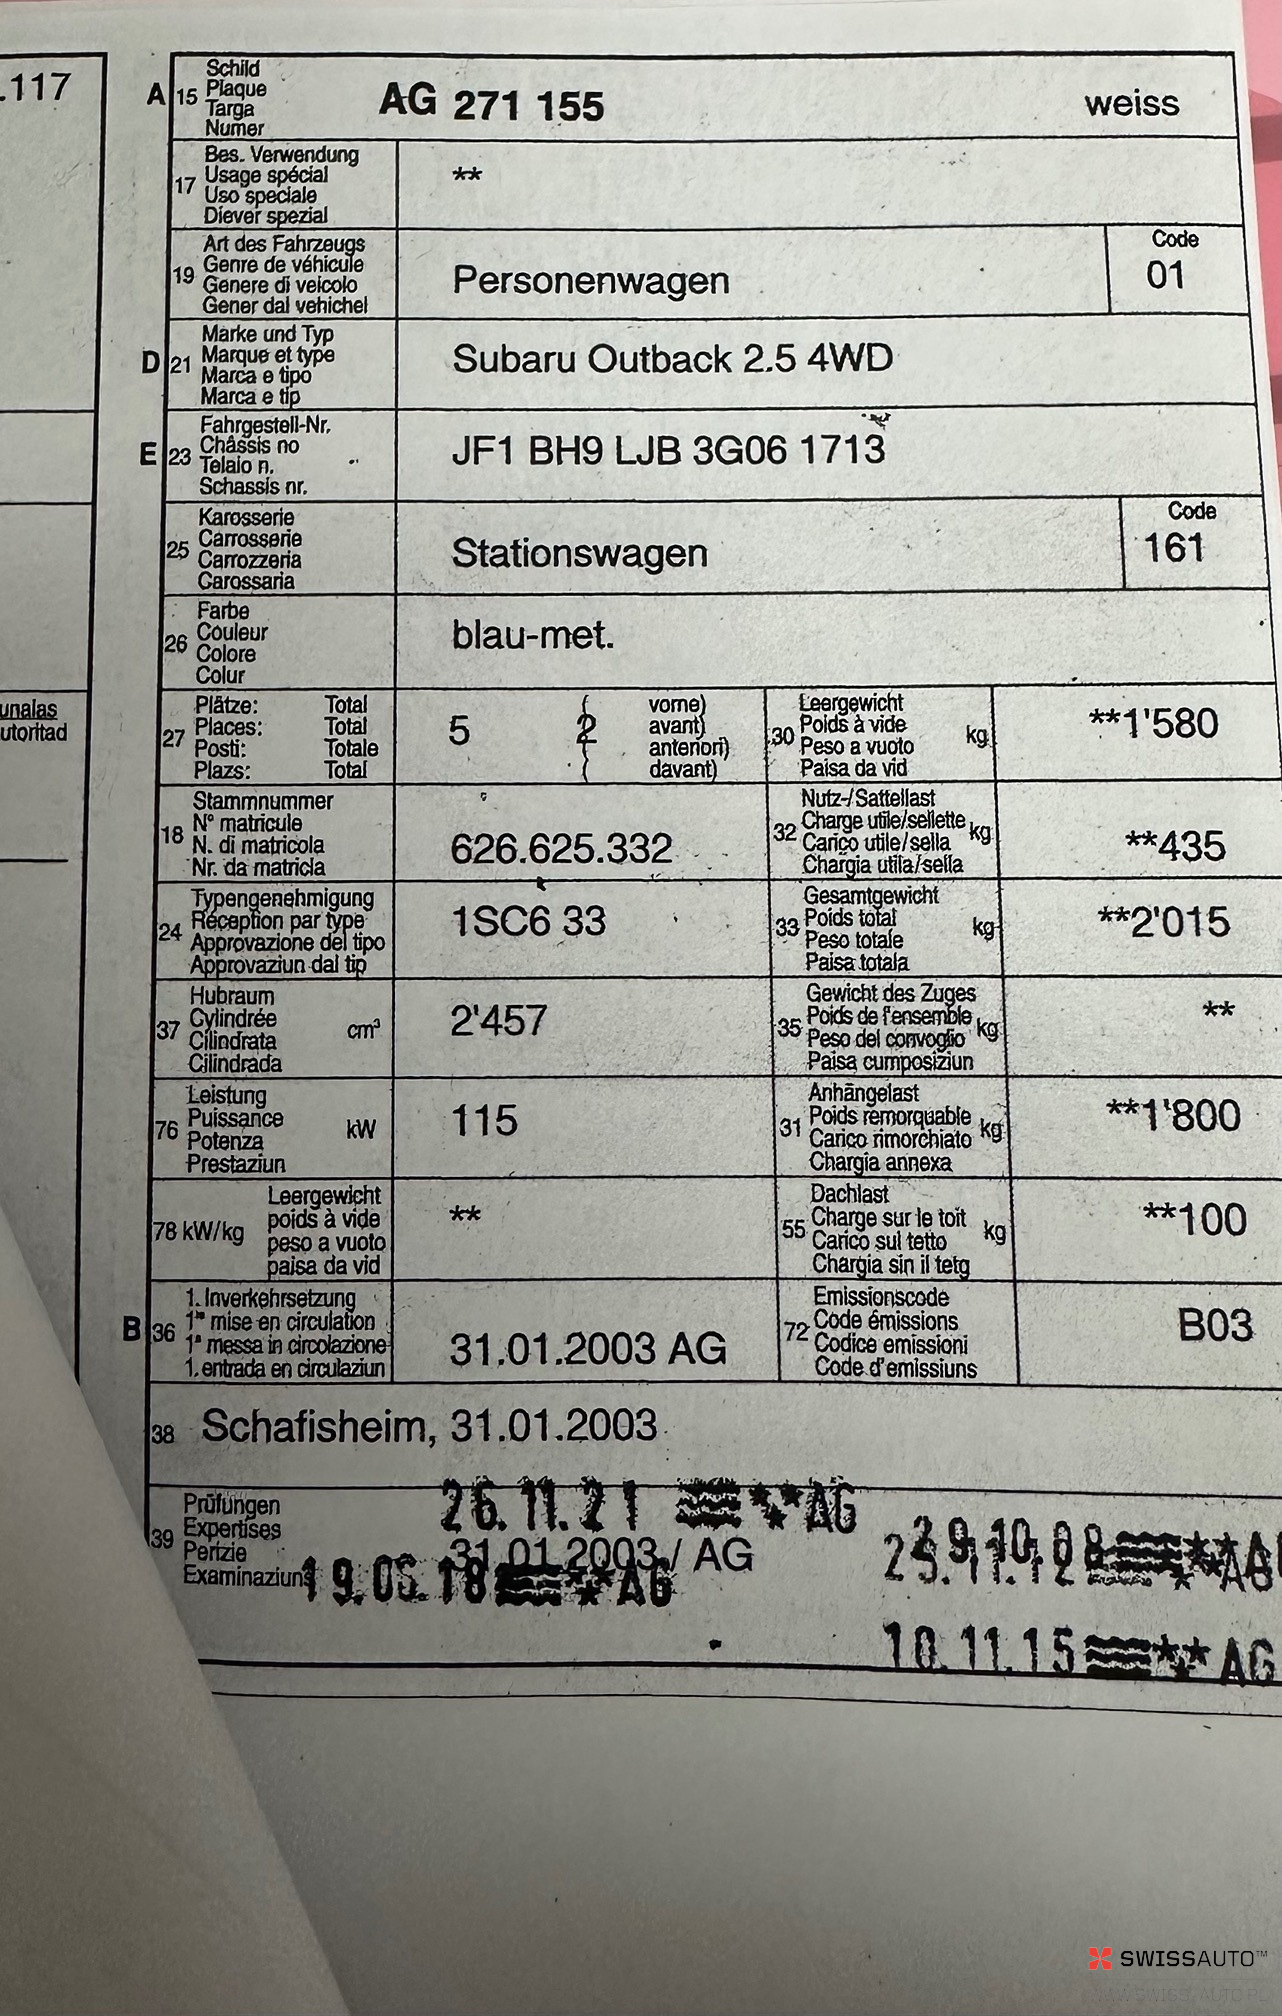 .117
A 15 Schild
Plaque
Targa
Numer
AG 271 155 weiss
17 Bes. Verwendung
Usage spécial
Uso speciale
Diever spezial
**
19 Art des Fahrzeugs
Genre de véhicule
Genere di veicolo
Gener dal vehichel
Personenwagen
Code
01
D 21 Marke und Typ
Marque et type
Marca e tipo
Marca e tip
Subaru Outback 2.5 4WD
E 23 Fahrgestell-Nr.
Châssis no
Telaio n.
Schassis nr.
JF1 BH9 LJB 3G06 1713
25 Karosserie
Carrosserie
Carrozzeria
Carossaria
Stationswagen
Code
161
26 Farbe
Couleur
Colore
Colur
blau-met.
unalas
utoritad
27 Plätze: Total
Places: Total
Posti: Totale
Plazs: Total
5 2
( vorne)
( avant)
( anteriori)
( davant)
30 Leergewicht
Poids à vide
Peso a vuoto
Paisa da vid
kg
**1'580
18 Stammnummer
N° matricule
N. di matricola
Nr. da matricla
626.625.332
32 Nutz-/Sattellast
Charge utile/sellette
Carico utile/sella
Chargia utila/sella
kg
**435
24 Typengenehmigung
Réception par type
Approvazione del tipo
Approvaziun dal tip
1SC6 33
33 Gesamtgewicht
Poids total
Peso totale
Paisa totala
kg
**2'015
37 Hubraum
Cylindrée
Cilindrata
Cilindrada
cm³
2'457
35 Gewicht des Zuges
Poids de l'ensemble
Peso del convoglio
Paisa cumposiziun
kg
**
76 Leistung
Puissance
Potenza
Prestaziun
kW
115
31 Anhängelast
Poids remorquable
Carico rimorchiato
Chargia annexa
kg
**1'800
78 kW/kg
Leergewicht
poids à vide
peso a vuoto
paisa da vid
**
55 Dachlast
Charge sur le toit
Carico sul tetto
Chargia sin il tetg
kg
**100
B 36 1. Inverkehrsetzung
1re mise en circulation
1a messa in circolazione
1. entrada en circulaziun
31.01.2003 AG
72 Emissionscode
Code émissions
Codice emissioni
Code d'emissiuns
B03
38 Schafisheim, 31.01.2003
39 Prüfungen
Expertises
Perizie
Examinaziuns
26.11.21 AG
31.01.2003 / AG
29.10.08
23.11.12 AG
19.06.18 AG
10.11.15 AG
SWISSAUTO™